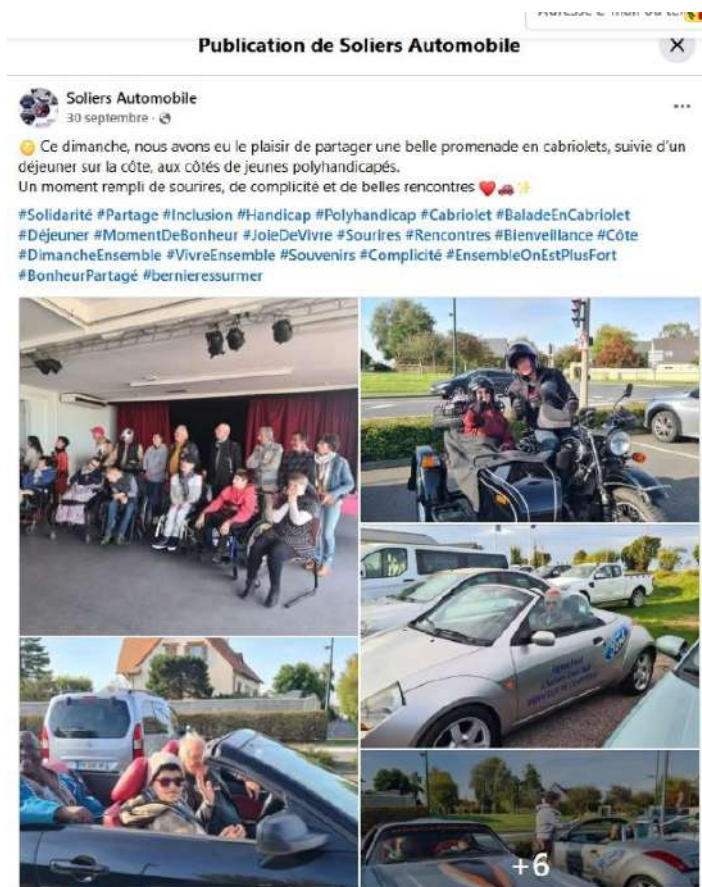 Publication de Soliers Automobile
Soliers Automobile
30 septembre
Ce dimanche, nous avons eu le plaisir de partager une belle promenade en cabriolets, suivie d'un
déjeuner sur la côte, aux côtés de jeunes polyhandicapés.
Un moment rempli de sourires, de complicité et de belles rencontres
#Solidarité #Partage #Inclusion #Handicap #Polyhandicap #Cabriolet #BaladeEnCabriolet
#Déjeuner #MomentDeBonheur #JoieDeVivre #Sourires #Rencontres #Bienveillance #Côte
#DimancheEnsemble #VivreEnsemble #Souvenirs #Complicité #EnsembleOnEstPlusFort
#BonheurPartagé #bernieressurmer
+6